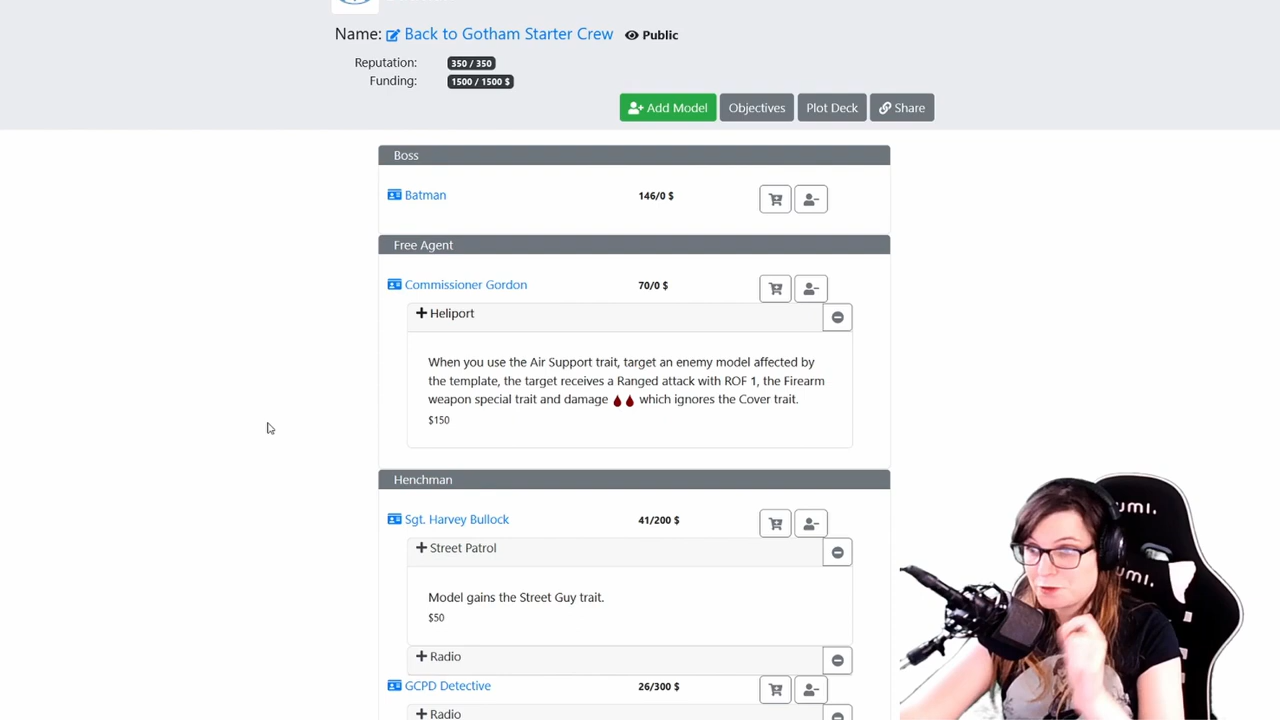 Name: Back to Gotham Starter Crew Public
Reputation: 350 / 350
Funding: 1500 / 1500 $
Add Model Objectives Plot Deck Share
Boss
Batman 146/0 $
Free Agent
Commissioner Gordon 70/0 $
Heliport
When you use the Air Support trait, target an enemy model affected by
the template, the target receives a Ranged attack with ROF 1, the Firearm
weapon special trait and damage which ignores the Cover trait.
$150
Henchman
Sgt. Harvey Bullock 41/200 $
Street Patrol
Model gains the Street Guy trait.
$50
Radio
GCPD Detective 26/300 $
Radio
umi.
umi.